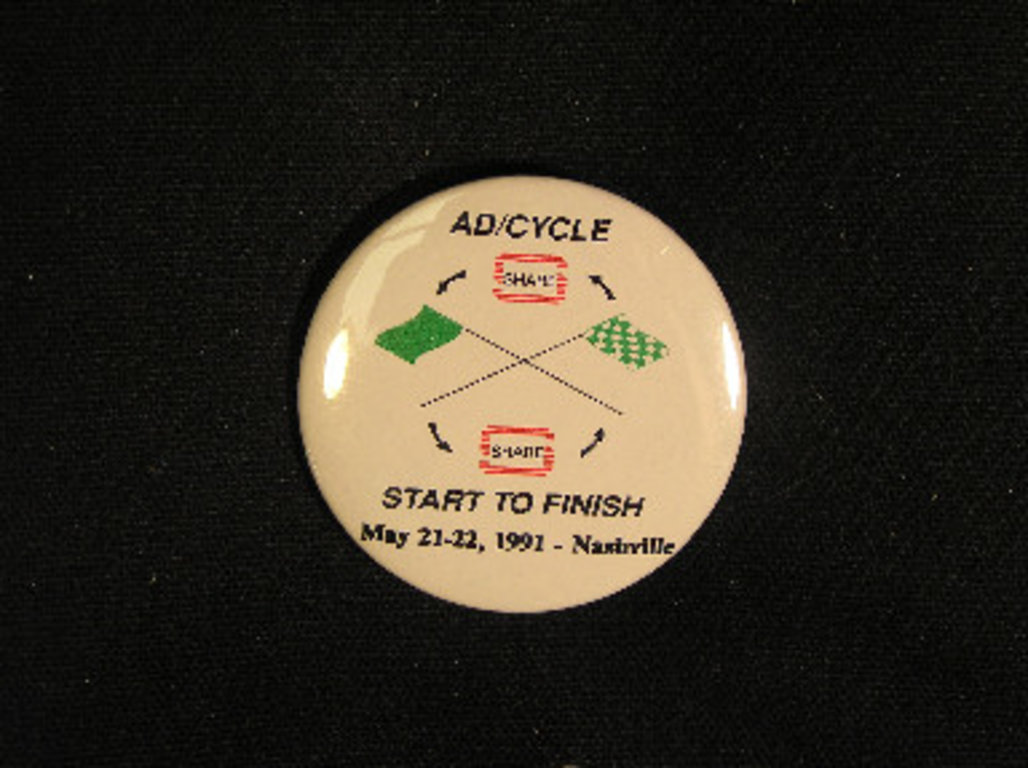 AD/CYCLE
SHARE
SHARE
START TO FINISH
May 21-22, 1991 - Nashville